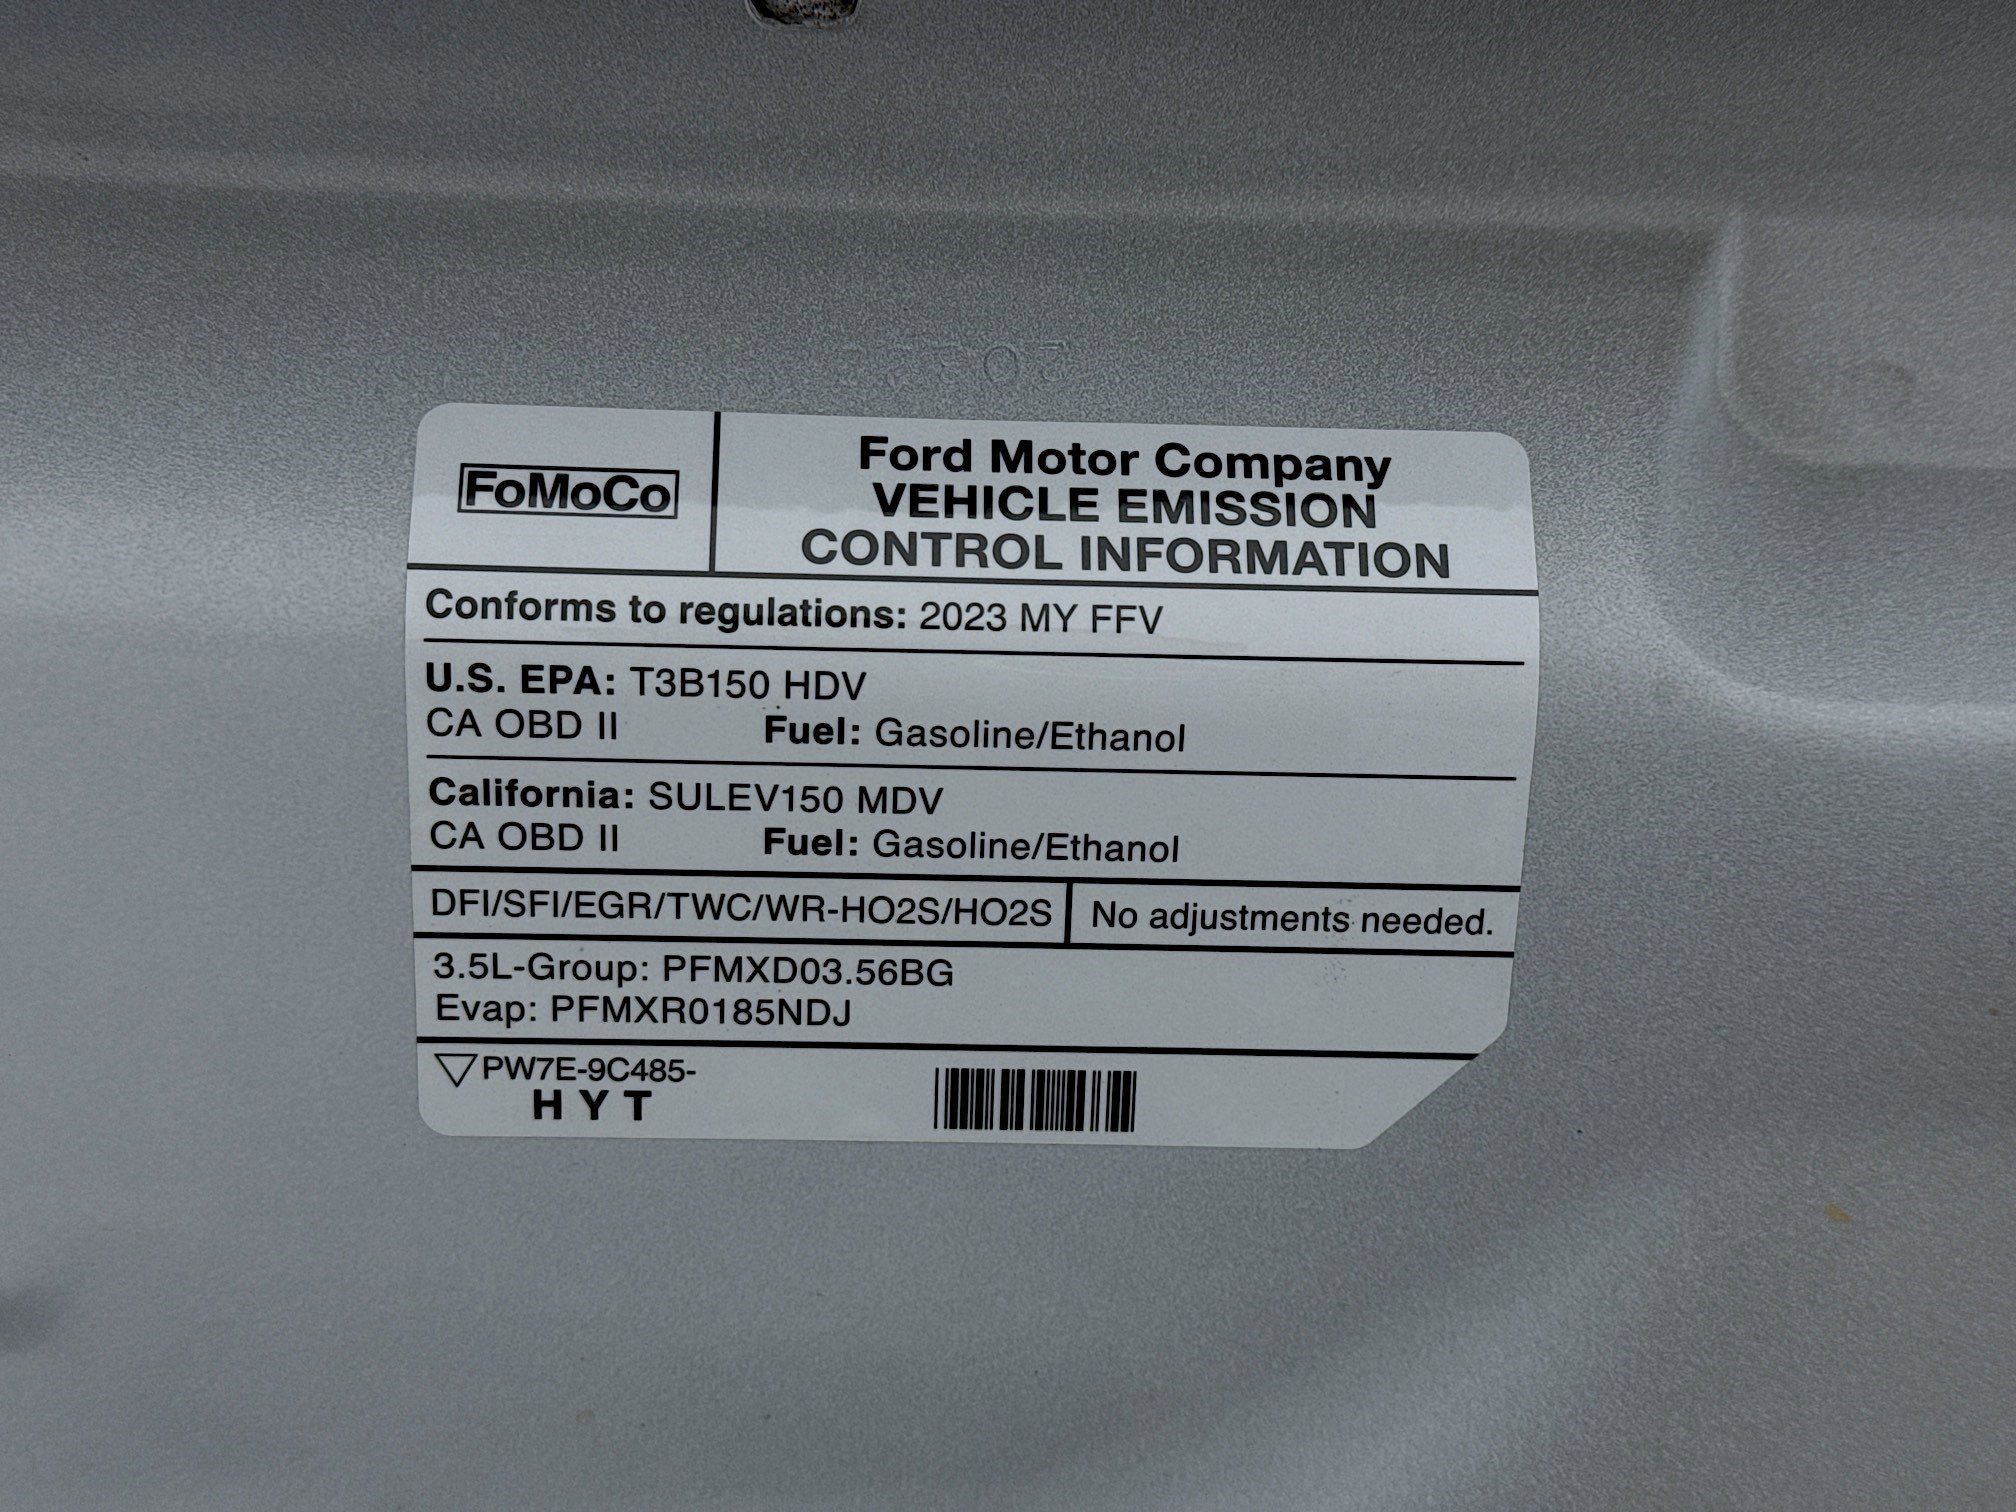 FoMoCo
Ford Motor Company
VEHICLE EMISSION
CONTROL INFORMATION
Conforms to regulations: 2023 MY FFV
U.S. EPA: T3B150 HDV
CA OBD II Fuel: Gasoline/Ethanol
California: SULEV150 MDV
CA OBD II Fuel: Gasoline/Ethanol
DFI/SFI/EGR/TWC/WR-HO2S/HO2S No adjustments needed.
3.5L-Group: PFMXD03.56BG
Evap: PFMXR0185NDJ
PW7E-9C485-
H Y T